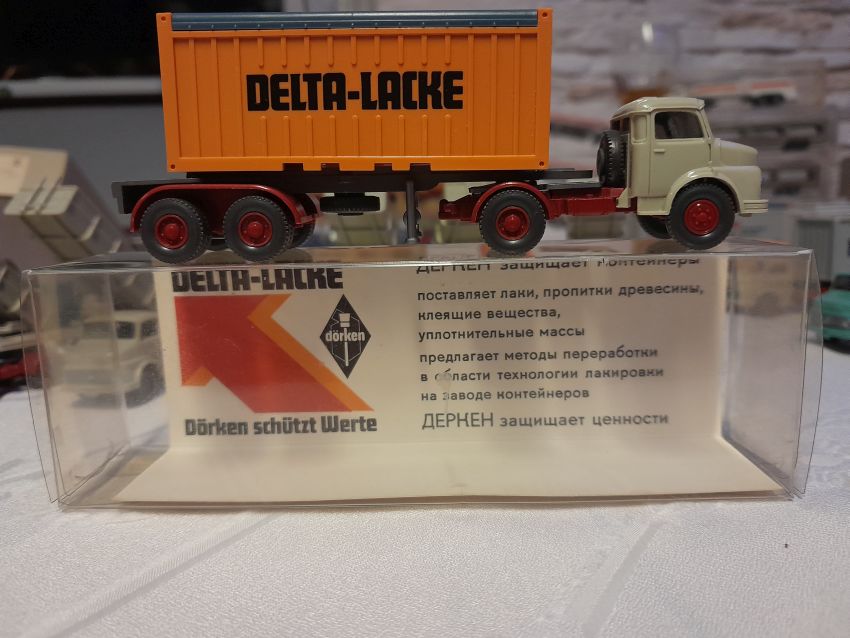 DELTA-LACKE
DELTA-LACKE
dörken
Dörken schützt Werte
ДЕРКЕН защищает контейнеры
поставляет лаки, пропитки древесины,
клеящие вещества,
уплотнительные массы
предлагает методы переработки
в области технологии лакировки
на заводе контейнеров
ДЕРКЕН защищает ценности